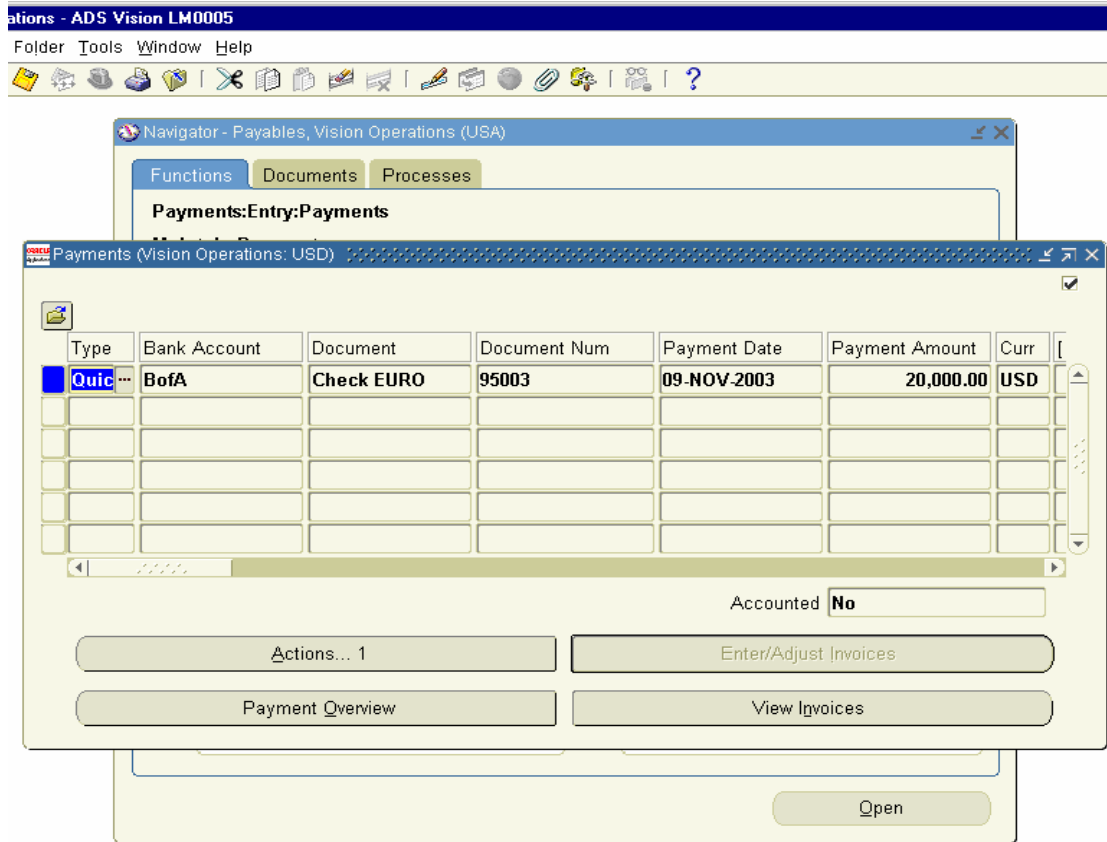 ations - ADS Vision LM0005
Folder Tools Window Help
Navigator - Payables, Vision Operations (USA)
Functions Documents Processes
Payments:Entry:Payments
Payments (Vision Operations: USD)
Type Bank Account Document Document Num Payment Date Payment Amount Curr [
Quic BofA Check EURO 95003 09-NOV-2003 20,000.00 USD
Accounted No
Actions... 1 Enter/Adjust Invoices
Payment Overview View Invoices
Open